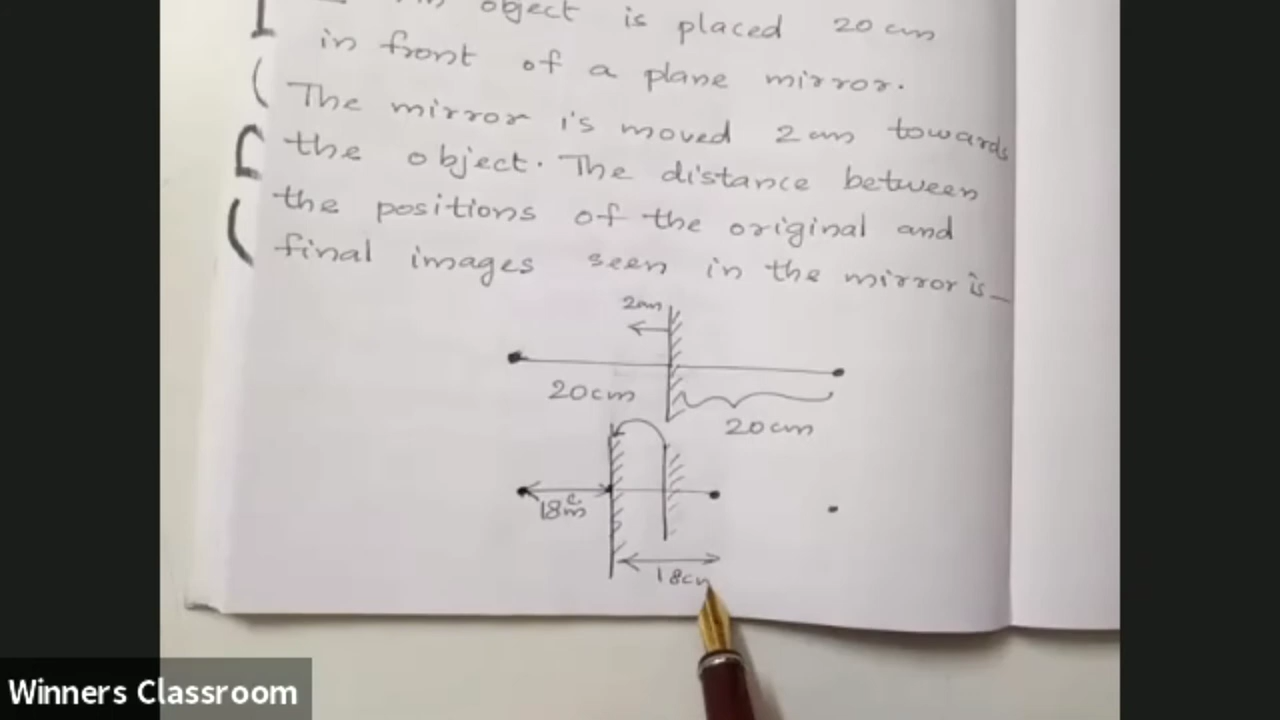 object is placed 20 cm
in front of a plane mirror.
The mirror is moved 2 cm towards
the object. The distance between
the positions of the original and
final images seen in the mirror is_
2cm
20cm
20cm
18cm
18cm
Winners Classroom